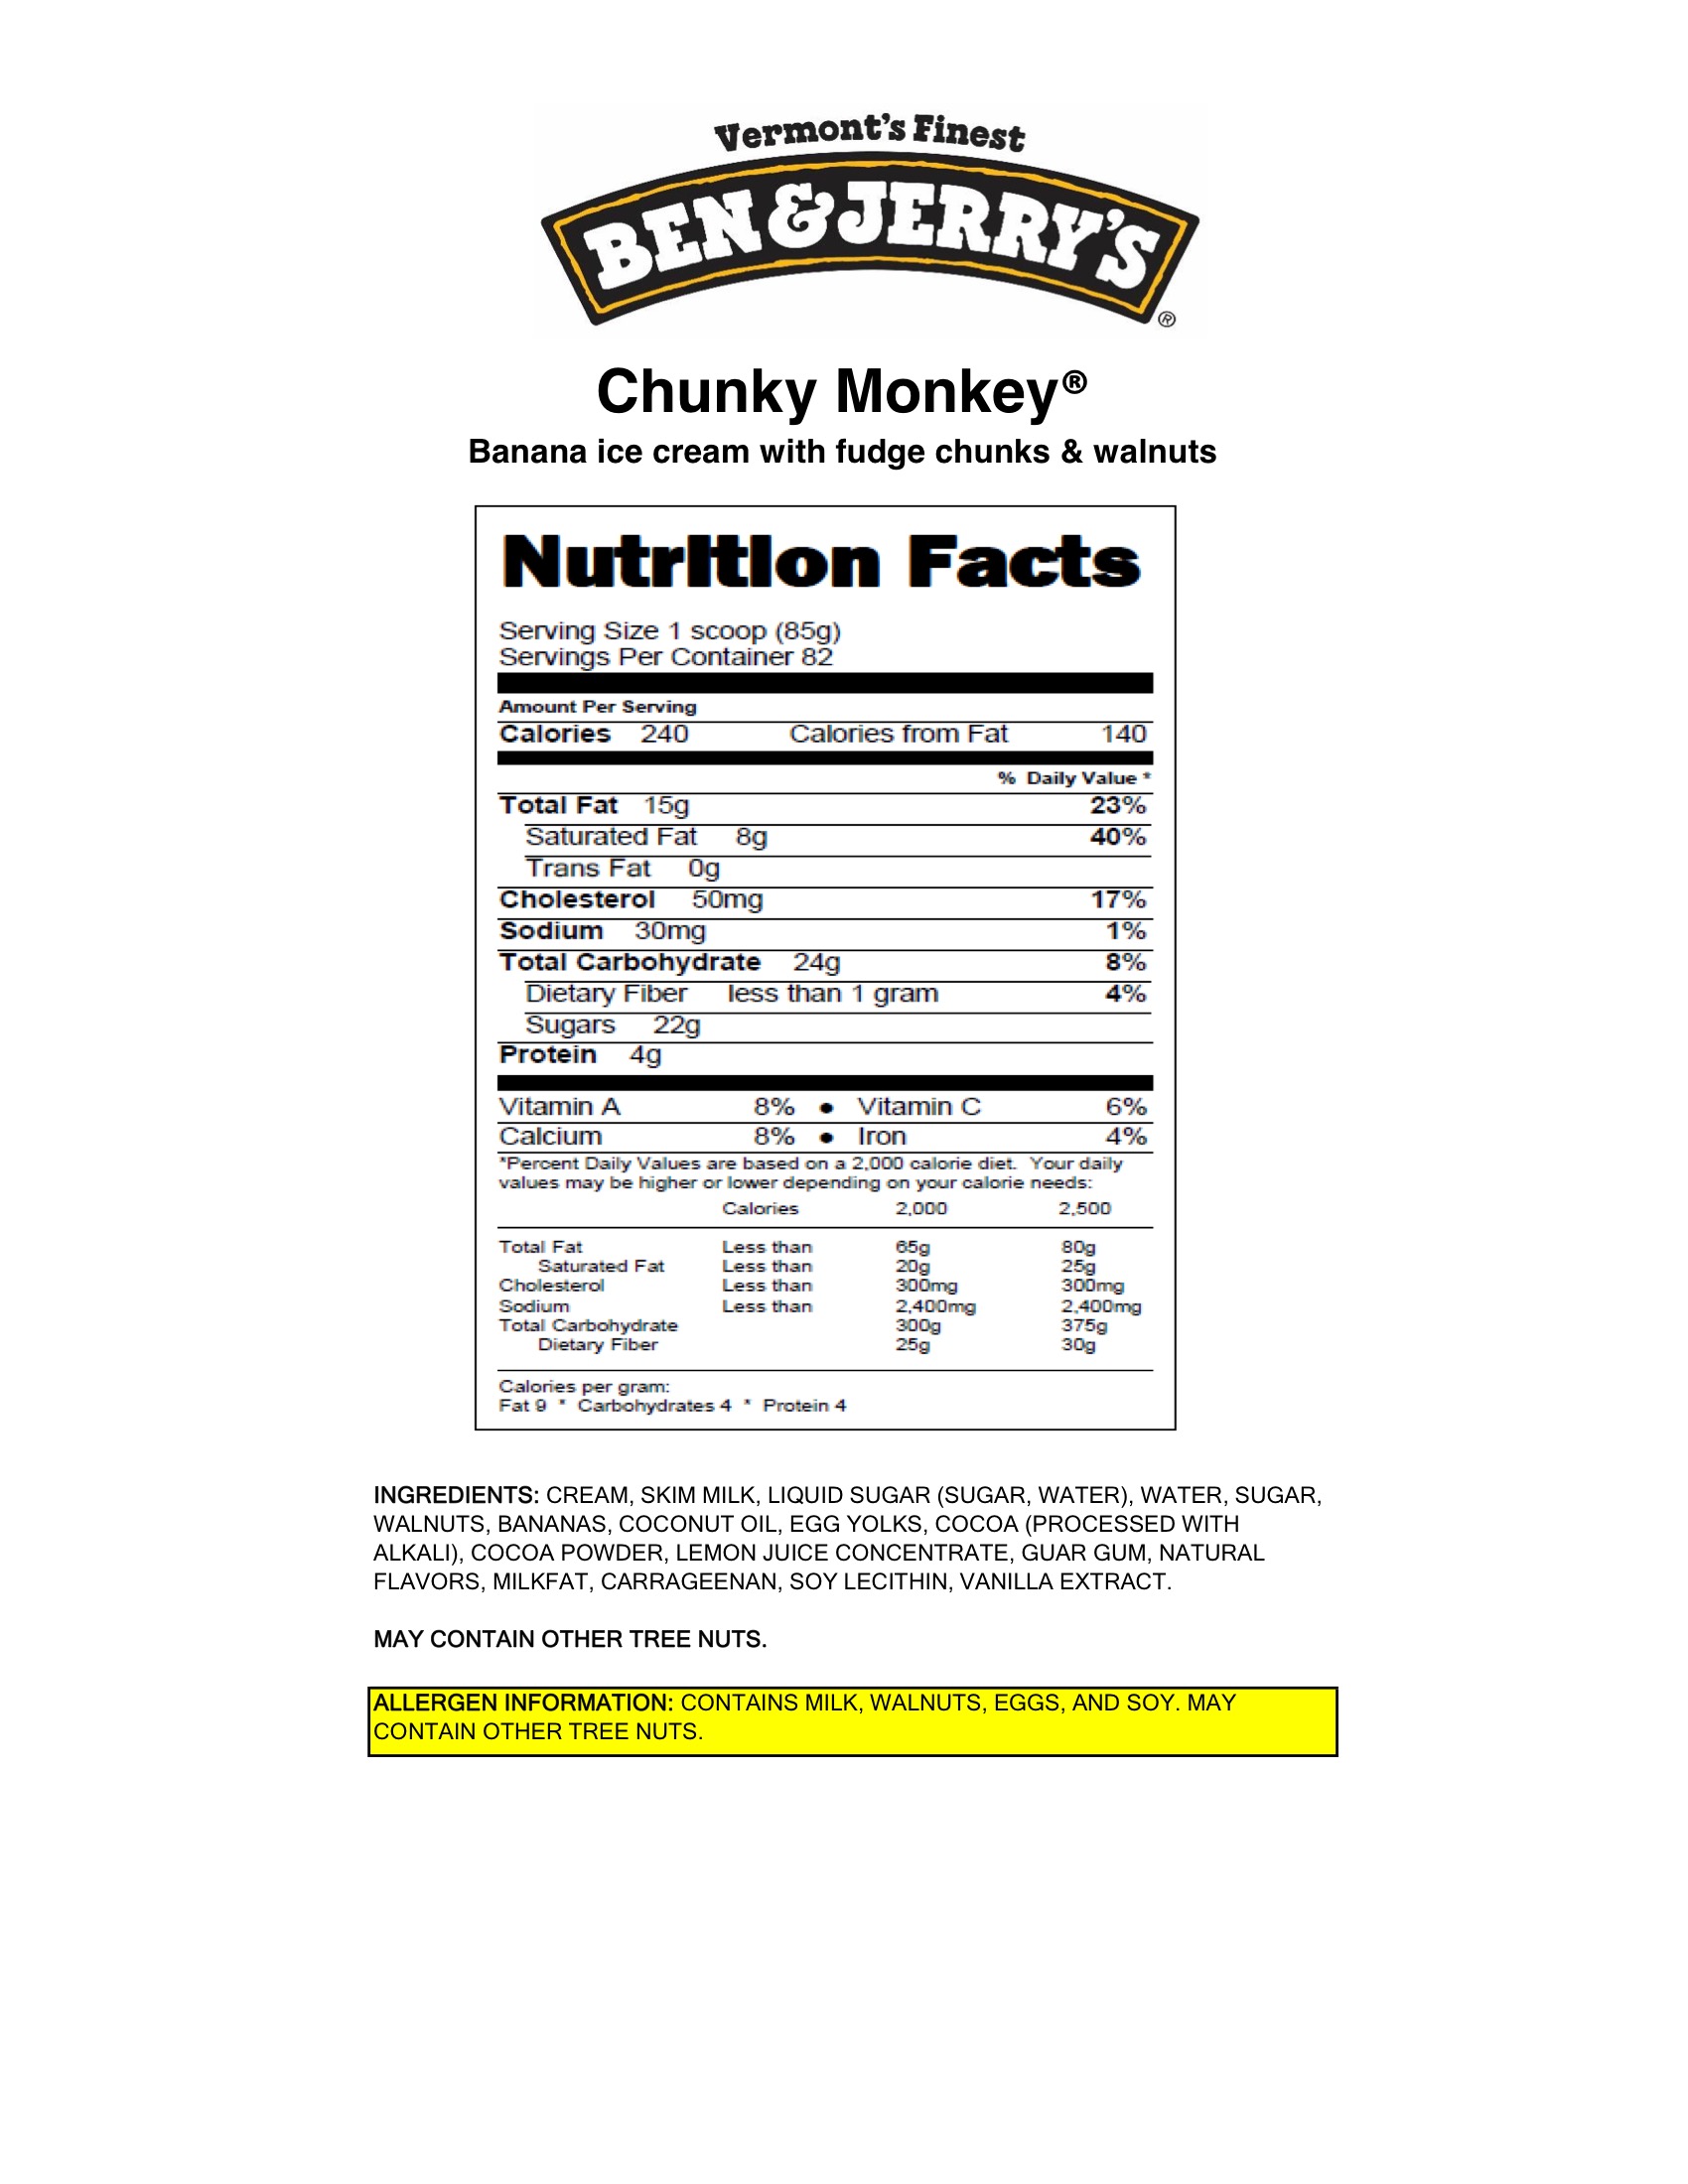 Vermont's Finest
BEN & JERRY'S ®
Chunky Monkey®
Banana ice cream with fudge chunks & walnuts
Nutrition Facts
Serving Size 1 scoop (85g)
Servings Per Container 82
Amount Per Serving
Calories 240 Calories from Fat 140
% Daily Value *
Total Fat 15g 23%
Saturated Fat 8g 40%
Trans Fat 0g
Cholesterol 50mg 17%
Sodium 30mg 1%
Total Carbohydrate 24g 8%
Dietary Fiber less than 1 gram 4%
Sugars 22g
Protein 4g
Vitamin A 8% • Vitamin C 6%
Calcium 8% • Iron 4%
*Percent Daily Values are based on a 2,000 calorie diet. Your daily
values may be higher or lower depending on your calorie needs:
Calories 2,000 2,500
Total Fat Less than 65g 80g
Saturated Fat Less than 20g 25g
Cholesterol Less than 300mg 300mg
Sodium Less than 2,400mg 2,400mg
Total Carbohydrate 300g 375g
Dietary Fiber 25g 30g
Calories per gram:
Fat 9 * Carbohydrates 4 * Protein 4
INGREDIENTS: CREAM, SKIM MILK, LIQUID SUGAR (SUGAR, WATER), WATER, SUGAR,
WALNUTS, BANANAS, COCONUT OIL, EGG YOLKS, COCOA (PROCESSED WITH
ALKALI), COCOA POWDER, LEMON JUICE CONCENTRATE, GUAR GUM, NATURAL
FLAVORS, MILKFAT, CARRAGEENAN, SOY LECITHIN, VANILLA EXTRACT.
MAY CONTAIN OTHER TREE NUTS.
ALLERGEN INFORMATION: CONTAINS MILK, WALNUTS, EGGS, AND SOY. MAY
CONTAIN OTHER TREE NUTS.